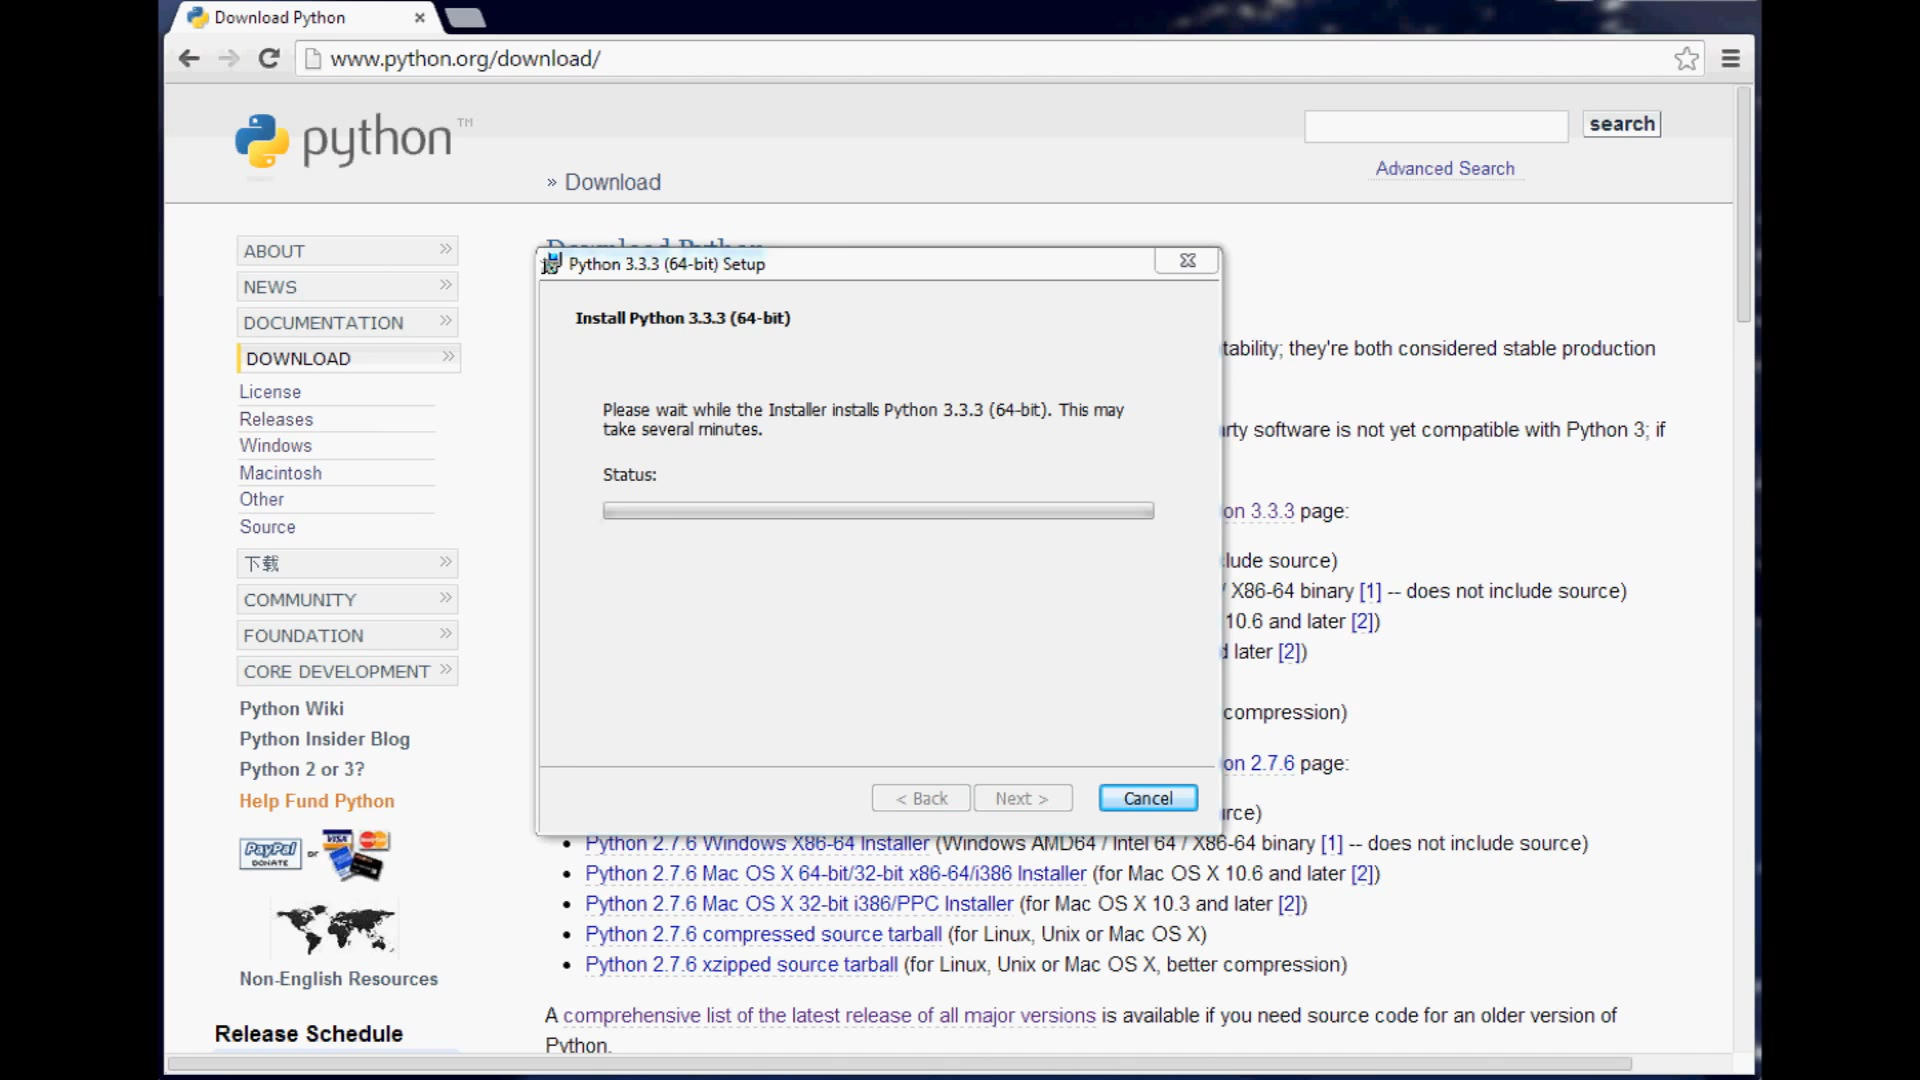 Download Python
www.python.org/download/
python™
search
Advanced Search
» Download
ABOUT
NEWS
DOCUMENTATION
DOWNLOAD
License
Releases
Windows
Macintosh
Other
Source
下载
COMMUNITY
FOUNDATION
CORE DEVELOPMENT
Python Wiki
Python Insider Blog
Python 2 or 3?
Help Fund Python
PayPal
DONATE
or
VISA
MasterCard
Non-English Resources
Release Schedule
Download Python
Python 3.3.3 (64-bit) Setup
Install Python 3.3.3 (64-bit)
Please wait while the Installer installs Python 3.3.3 (64-bit). This may
take several minutes.
Status:
< Back
Next >
Cancel
tability; they're both considered stable production
rty software is not yet compatible with Python 3; if
on 3.3.3 page:
lude source)
/ X86-64 binary [1] -- does not include source)
10.6 and later [2])
d later [2])
compression)
on 2.7.6 page:
rce)
Python 2.7.6 Windows X86-64 Installer (Windows AMD64 / Intel 64 / X86-64 binary [1] -- does not include source)
Python 2.7.6 Mac OS X 64-bit/32-bit x86-64/i386 Installer (for Mac OS X 10.6 and later [2])
Python 2.7.6 Mac OS X 32-bit i386/PPC Installer (for Mac OS X 10.3 and later [2])
Python 2.7.6 compressed source tarball (for Linux, Unix or Mac OS X)
Python 2.7.6 xzipped source tarball (for Linux, Unix or Mac OS X, better compression)
A comprehensive list of the latest release of all major versions is available if you need source code for an older version of
Python.